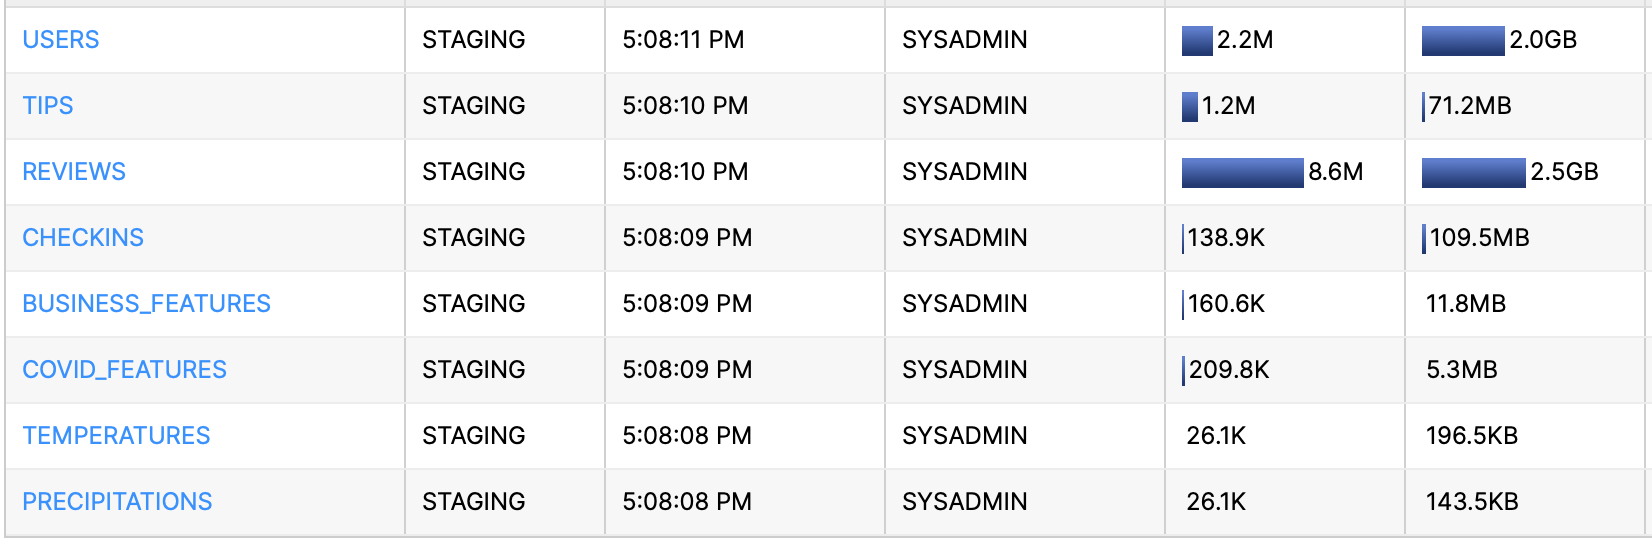 USERS STAGING 5:08:11 PM SYSADMIN 2.2M 2.0GB
TIPS STAGING 5:08:10 PM SYSADMIN 1.2M 71.2MB
REVIEWS STAGING 5:08:10 PM SYSADMIN 8.6M 2.5GB
CHECKINS STAGING 5:08:09 PM SYSADMIN 138.9K 109.5MB
BUSINESS_FEATURES STAGING 5:08:09 PM SYSADMIN 160.6K 11.8MB
COVID_FEATURES STAGING 5:08:09 PM SYSADMIN 209.8K 5.3MB
TEMPERATURES STAGING 5:08:08 PM SYSADMIN 26.1K 196.5KB
PRECIPITATIONS STAGING 5:08:08 PM SYSADMIN 26.1K 143.5KB